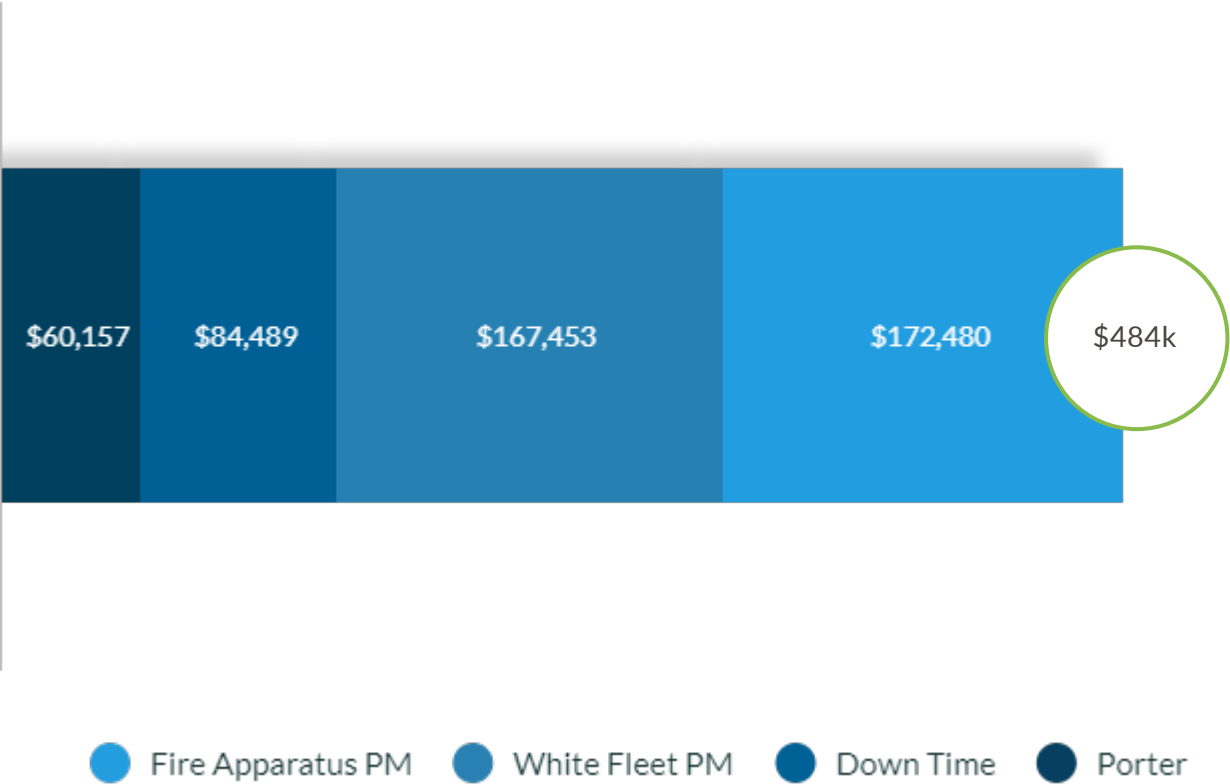 $60,157 $84,489 $167,453 $172,480 $484k
Fire Apparatus PM White Fleet PM Down Time Porter